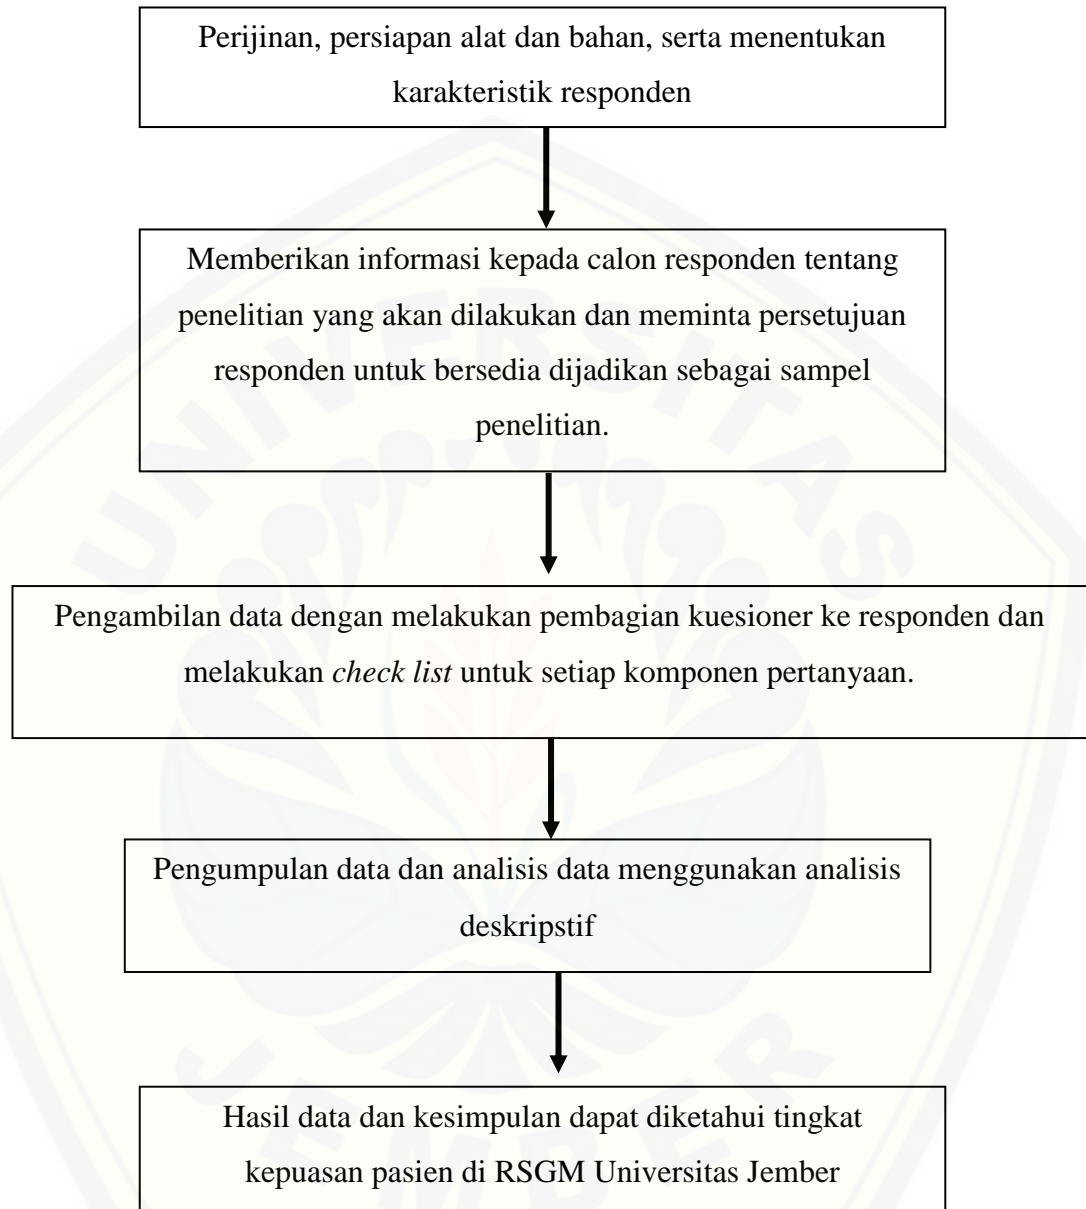 Perijinan, persiapan alat dan bahan, serta menentukan
karakteristik responden
Memberikan informasi kepada calon responden tentang
penelitian yang akan dilakukan dan meminta persetujuan
responden untuk bersedia dijadikan sebagai sampel
penelitian.
Pengambilan data dengan melakukan pembagian kuesioner ke responden dan
melakukan check list untuk setiap komponen pertanyaan.
Pengumpulan data dan analisis data menggunakan analisis
deskripstif
Hasil data dan kesimpulan dapat diketahui tingkat
kepuasan pasien di RSGM Universitas Jember
UNIVERSITAS
JEMBER